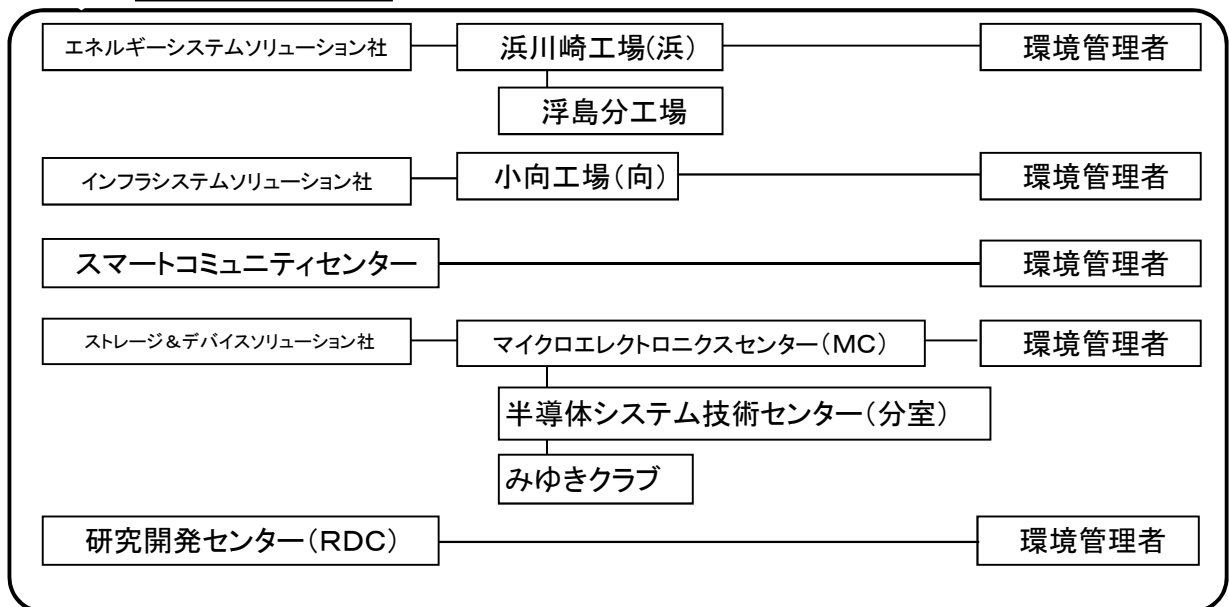 エネルギーシステムソリューション社 浜川崎工場(浜) 環境管理者
浮島分工場
インフラシステムソリューション社 小向工場(向) 環境管理者
スマートコミュニティセンター 環境管理者
ストレージ&デバイスソリューション社 マイクロエレクトロニクスセンター(MC) 環境管理者
半導体システム技術センター(分室)
みゆきクラブ
研究開発センター(RDC) 環境管理者